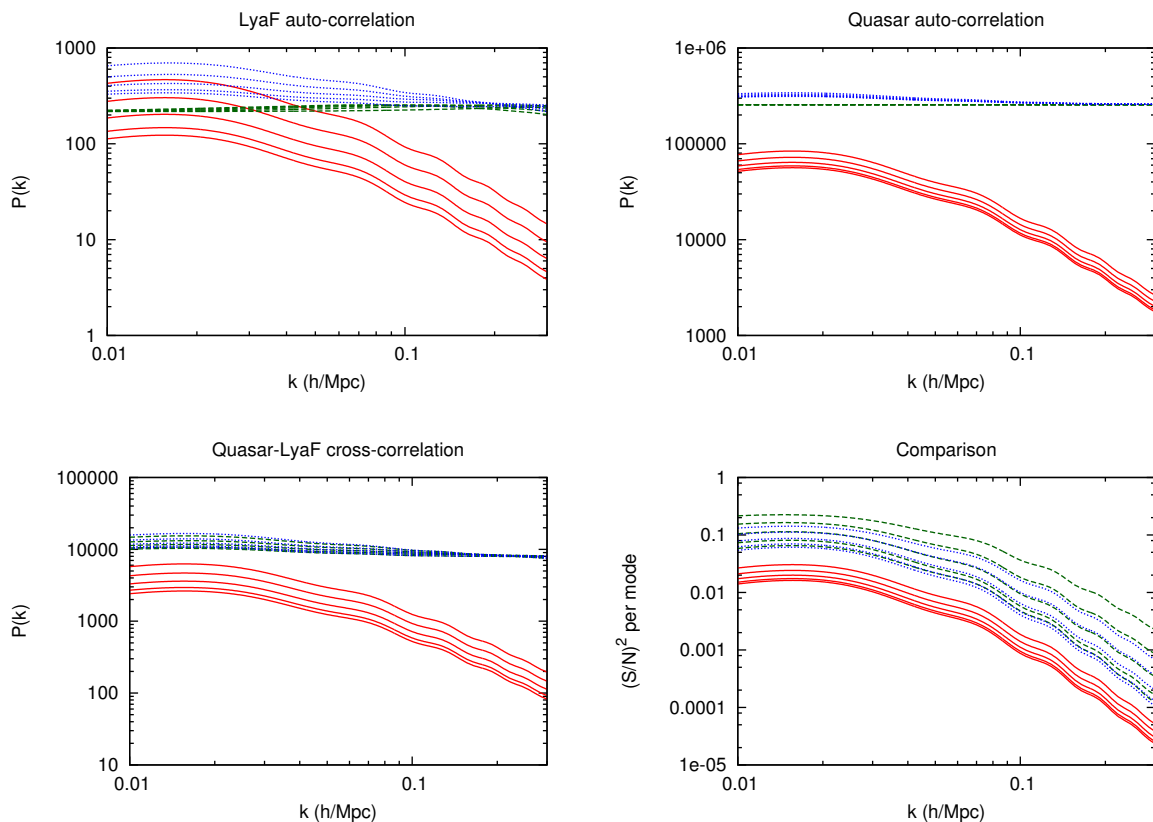 LyaF auto-correlation
P(k)
1000
100
10
1
0.01
0.1
k (h/Mpc)
Quasar auto-correlation
P(k)
1e+06
100000
10000
1000
0.01
0.1
k (h/Mpc)
Quasar-LyaF cross-correlation
P(k)
100000
10000
1000
100
10
0.01
0.1
k (h/Mpc)
Comparison
(S/N)² per mode
1
0.1
0.01
0.001
0.0001
1e-05
0.01
0.1
k (h/Mpc)